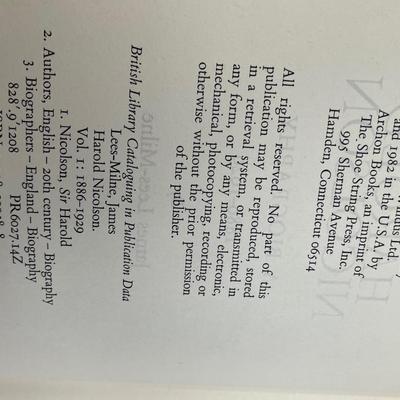 and 1982 in the U.S.A. by
Archon Books, an imprint of
The Shoe String Press, Inc.
995 Sherman Avenue
Hamden, Connecticut 06514
All rights reserved. No part of this
publication may be reproduced, stored
in a retrieval system, or transmitted in
any form, or by any means, electronic,
mechanical, photocopying, recording or
otherwise without the prior permission
of the publisher.
British Library Cataloguing in Publication Data
Lees-Milne, James
Harold Nicolson.
Vol. 1: 1886-1929
1. Nicolson, Sir Harold
2. Authors, English – 20th century – Biography
3. Biographers – England – Biography
828'.9'1208 PR6027.I4Z